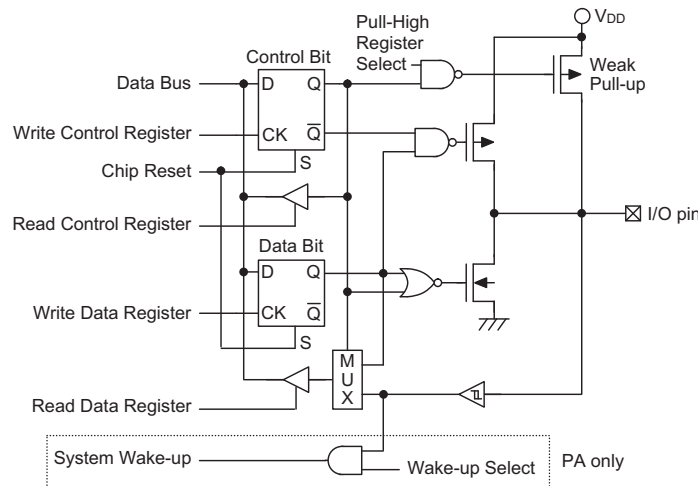 VDD
Pull-High
Register
Select
Weak
Pull-up
Control Bit
Data Bus
D
Q
Write Control Register
CK
Q
S
Chip Reset
I/O pin
Read Control Register
Data Bit
D
Q
Write Data Register
CK
Q
S
M
U
X
Read Data Register
System Wake-up
Wake-up Select
PA only